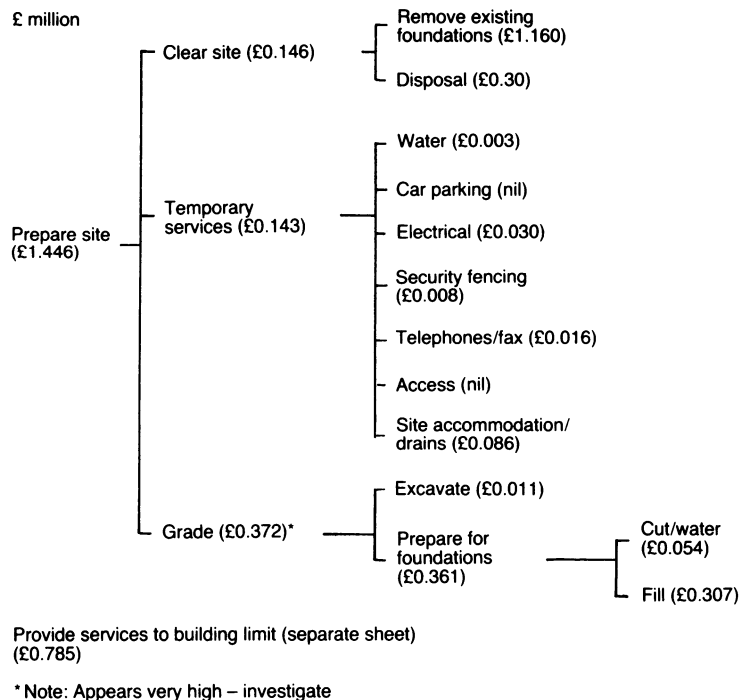 £ million
Clear site (£0.146)
Remove existing
foundations (£1.160)
Disposal (£0.30)
Prepare site
(£1.446)
Temporary
services (£0.143)
Water (£0.003)
Car parking (nil)
Electrical (£0.030)
Security fencing
(£0.008)
Telephones/fax (£0.016)
Access (nil)
Site accommodation/
drains (£0.086)
Grade (£0.372)*
Excavate (£0.011)
Prepare for
foundations
(£0.361)
Cut/water
(£0.054)
Fill (£0.307)
Provide services to building limit (separate sheet)
(£0.785)
* Note: Appears very high – investigate